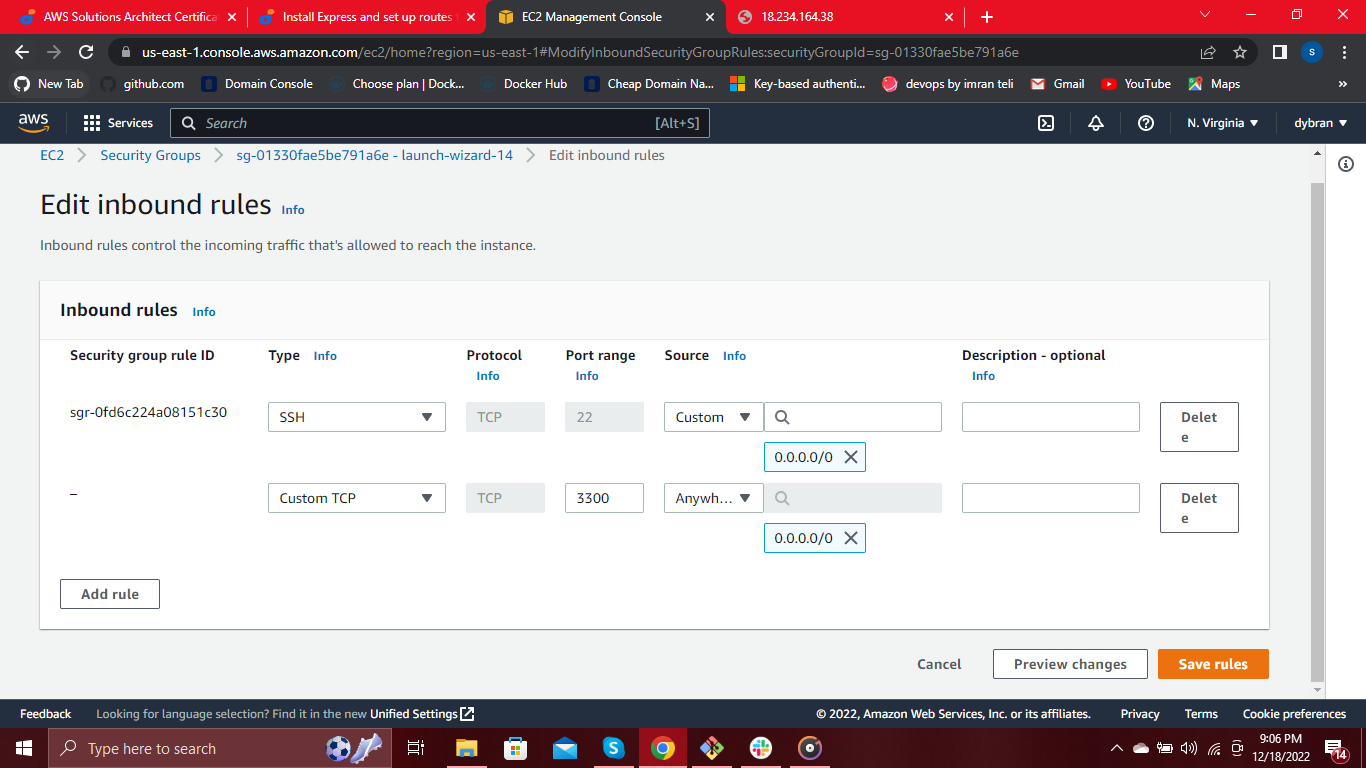 AWS Solutions Architect Certifica
Install Express and set up routes
EC2 Management Console
18.234.164.38
us-east-1.console.aws.amazon.com/ec2/home?region=us-east-1#ModifyInboundSecurityGroupRules:securityGroupId=sg-01330fae5be791a6e
S
New Tab
github.com
Domain Console
Choose plan | Dock...
Docker Hub
Cheap Domain Na...
Key-based authenti...
devops by imran teli
Gmail
YouTube
Maps
»
aws
Services
Search
[Alt+S]
N. Virginia
dybran
EC2
Security Groups
sg-01330fae5be791a6e - launch-wizard-14
Edit inbound rules
Edit inbound rules Info
Inbound rules control the incoming traffic that's allowed to reach the instance.
Inbound rules Info
Security group rule ID
Type Info
Protocol
Info
Port range
Info
Source Info
Description - optional
Info
sgr-0fd6c224a08151c30
SSH
TCP
22
Custom
0.0.0.0/0
Delet
e
–
Custom TCP
TCP
3300
Anywh...
0.0.0.0/0
Delet
e
Add rule
Cancel
Preview changes
Save rules
Feedback
Looking for language selection? Find it in the new Unified Settings
© 2022, Amazon Web Services, Inc. or its affiliates.
Privacy
Terms
Cookie preferences
Type here to search
9:06 PM
12/18/2022
14